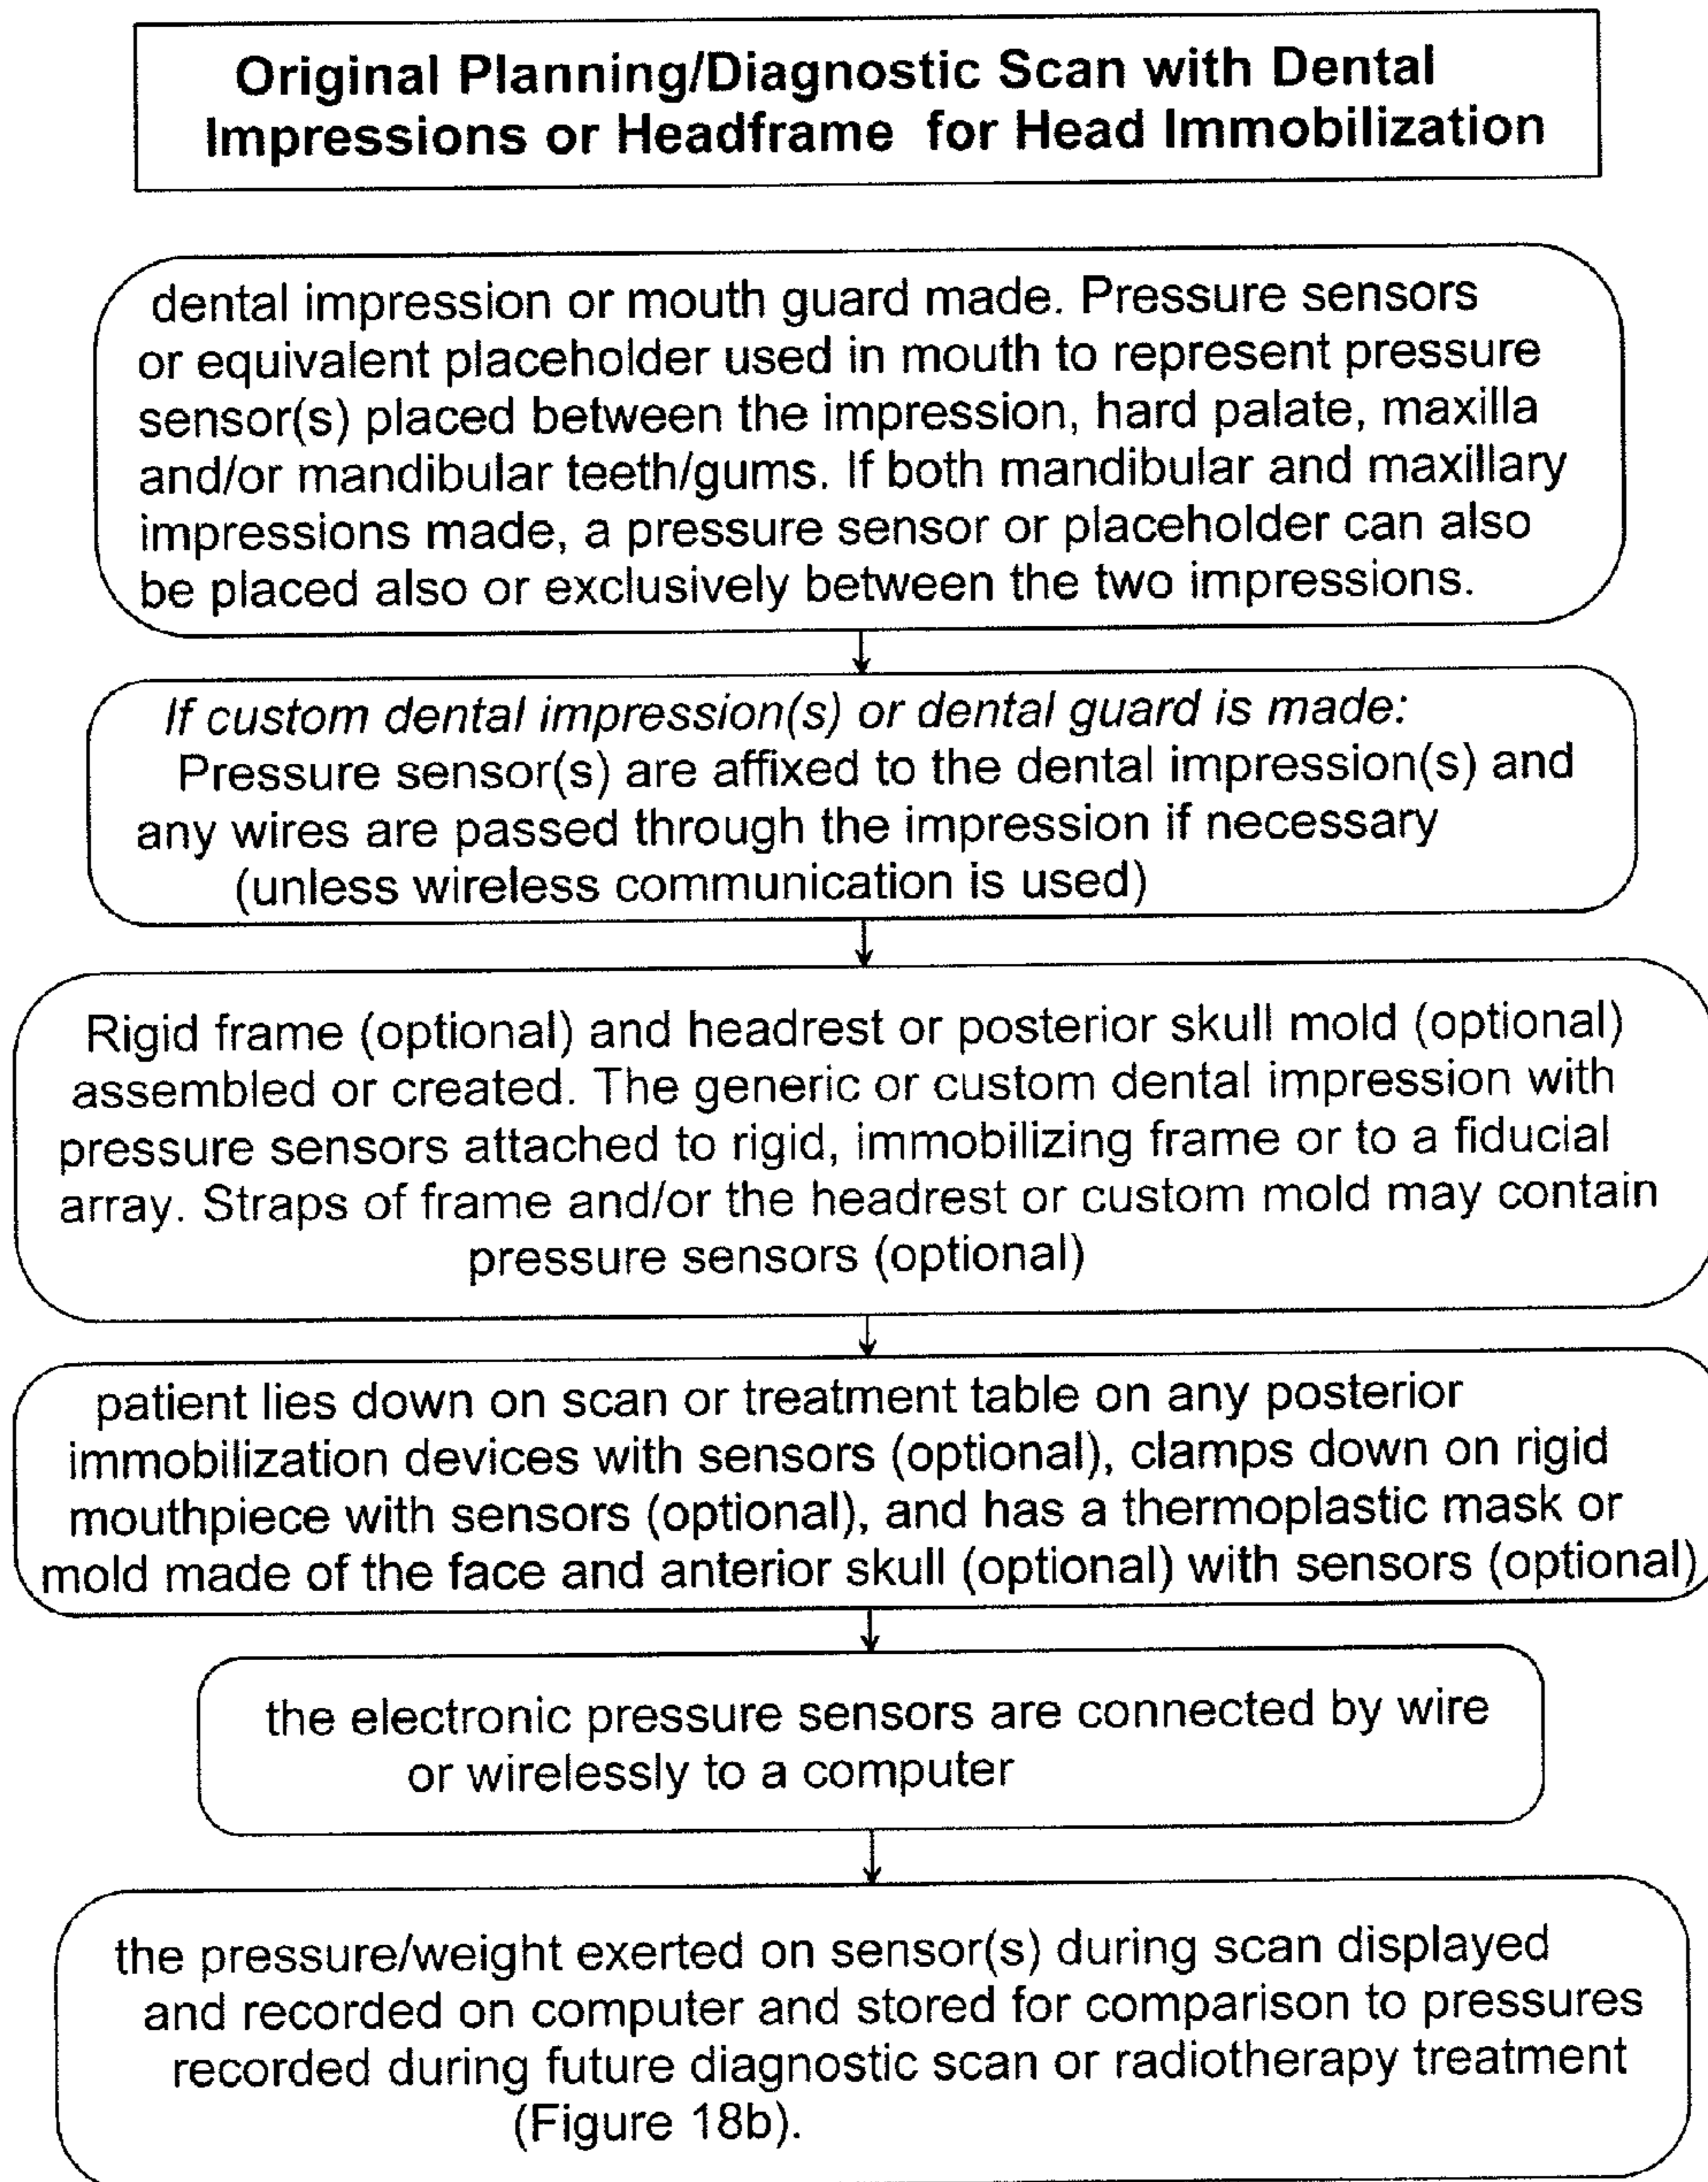 Original Planning/Diagnostic Scan with Dental
Impressions or Headframe for Head Immobilization
dental impression or mouth guard made. Pressure sensors
or equivalent placeholder used in mouth to represent pressure
sensor(s) placed between the impression, hard palate, maxilla
and/or mandibular teeth/gums. If both mandibular and maxillary
impressions made, a pressure sensor or placeholder can also
be placed also or exclusively between the two impressions.
If custom dental impression(s) or dental guard is made:
Pressure sensor(s) are affixed to the dental impression(s) and
any wires are passed through the impression if necessary
(unless wireless communication is used)
Rigid frame (optional) and headrest or posterior skull mold (optional)
assembled or created. The generic or custom dental impression with
pressure sensors attached to rigid, immobilizing frame or to a fiducial
array. Straps of frame and/or the headrest or custom mold may contain
pressure sensors (optional)
patient lies down on scan or treatment table on any posterior
immobilization devices with sensors (optional), clamps down on rigid
mouthpiece with sensors (optional), and has a thermoplastic mask or
mold made of the face and anterior skull (optional) with sensors (optional)
the electronic pressure sensors are connected by wire
or wirelessly to a computer
the pressure/weight exerted on sensor(s) during scan displayed
and recorded on computer and stored for comparison to pressures
recorded during future diagnostic scan or radiotherapy treatment
(Figure 18b).